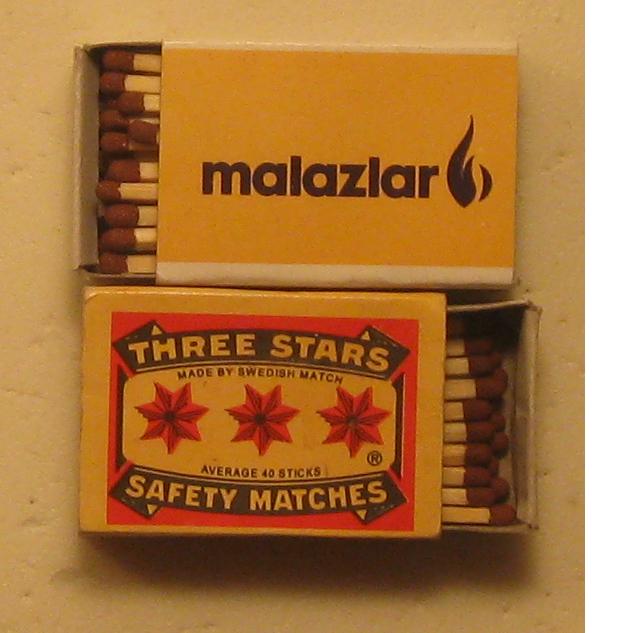 malazlar
THREE STARS
MADE BY SWEDISH MATCH
®
AVERAGE 40 STICKS
SAFETY MATCHES